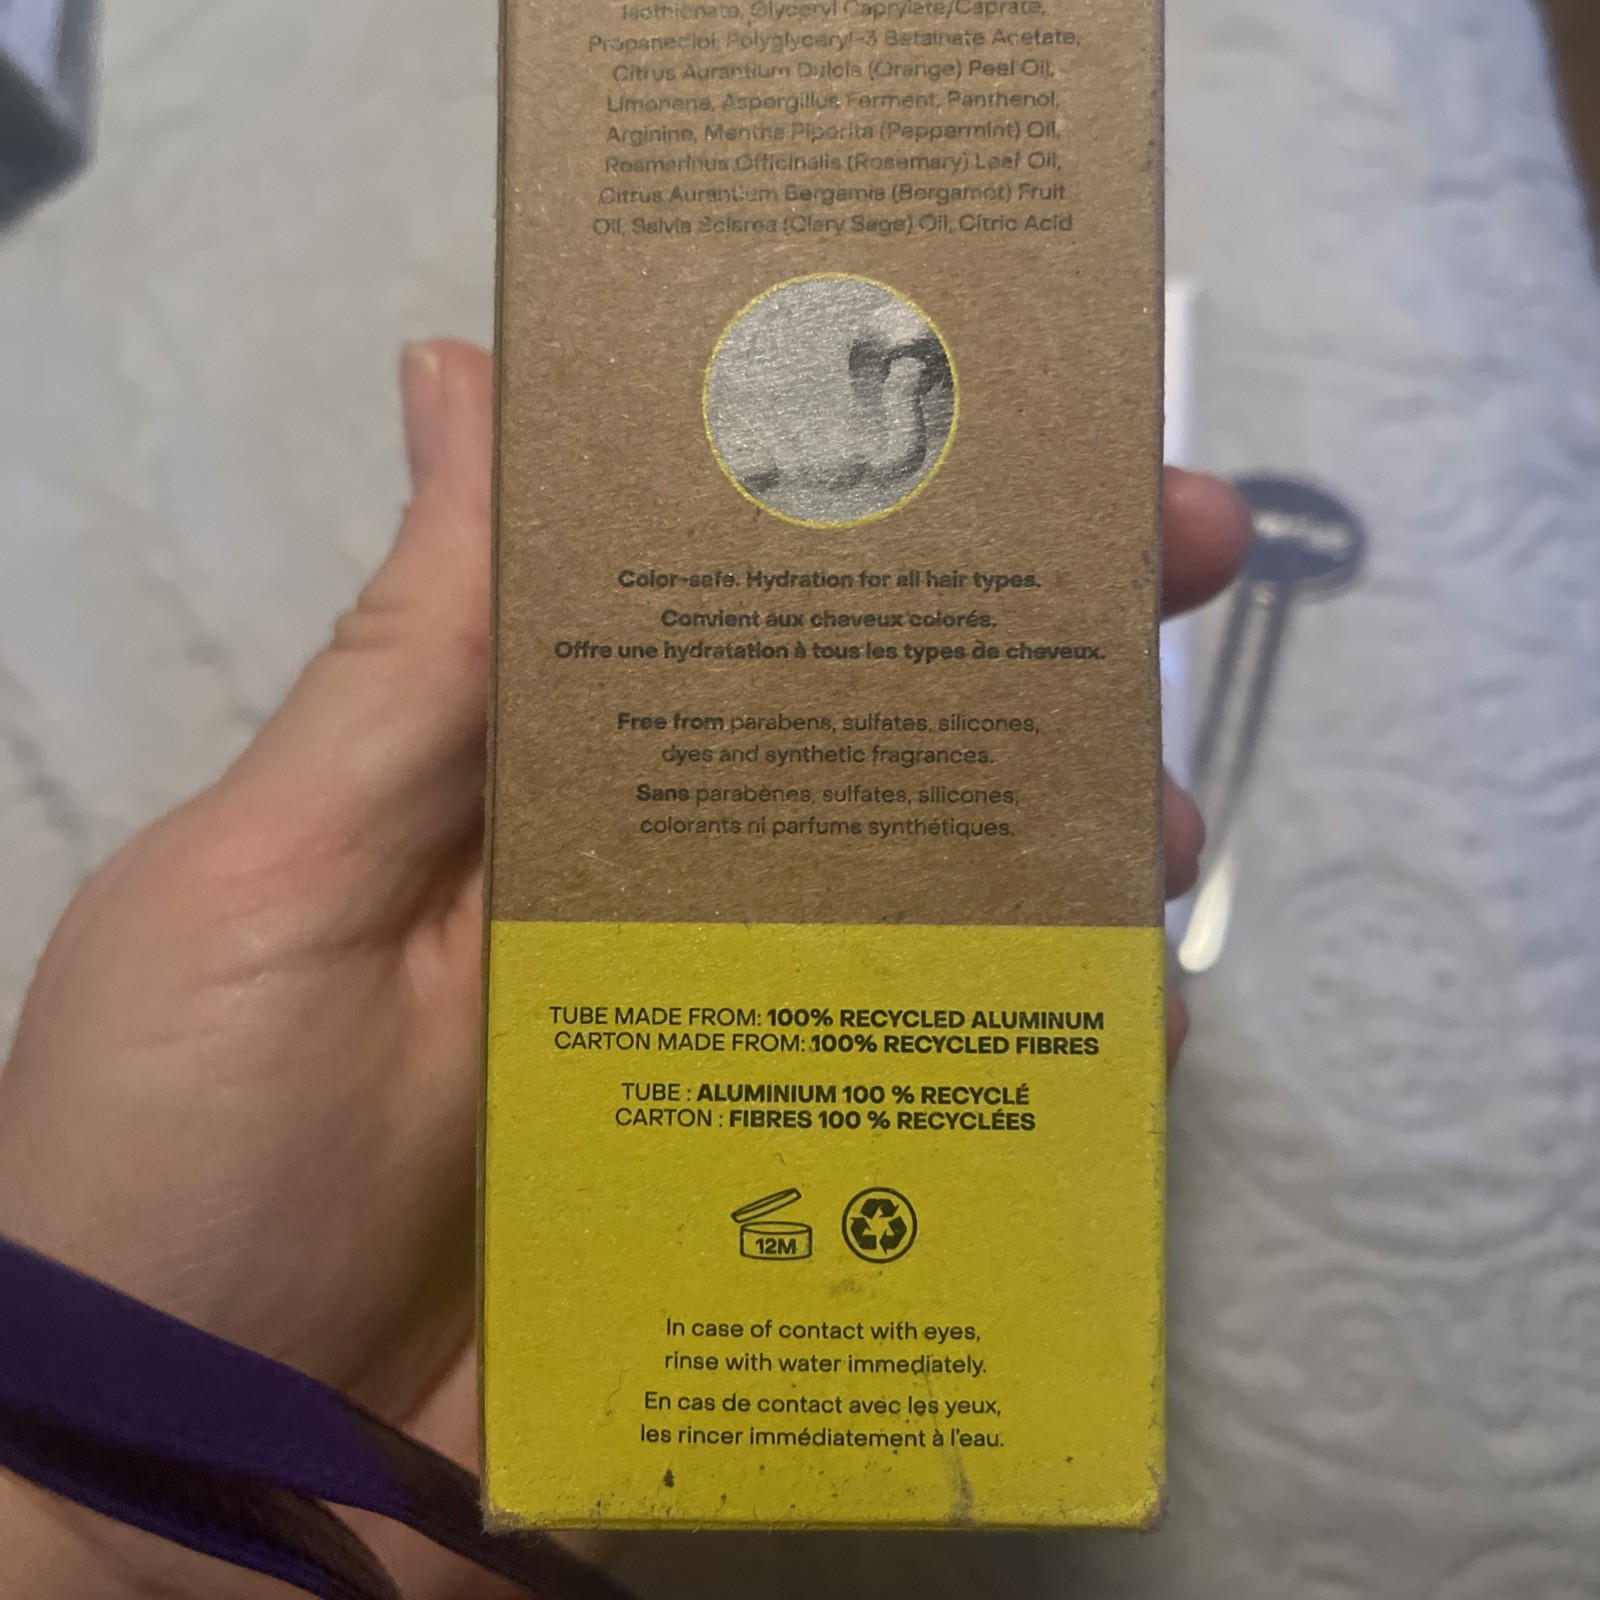 Isethionate, Glyceryl Caprylate/Caprate,
Propanediol, Polyglyceryl-3 Betainate Acetate,
Citrus Aurantium Dulcis (Orange) Peel Oil,
Limonene, Aspergillus Ferment, Panthenol,
Arginine, Mentha Piperita (Peppermint) Oil,
Rosmarinus Officinalis (Rosemary) Leaf Oil,
Citrus Aurantium Bergamia (Bergamot) Fruit
Oil, Salvia Sclarea (Clary Sage) Oil, Citric Acid
Color-safe. Hydration for all hair types.
Convient aux cheveux colorés.
Offre une hydratation à tous les types de cheveux.
Free from parabens, sulfates, silicones,
dyes and synthetic fragrances.
Sans parabènes, sulfates, silicones,
colorants ni parfums synthétiques.
TUBE MADE FROM: 100% RECYCLED ALUMINUM
CARTON MADE FROM: 100% RECYCLED FIBRES
TUBE : ALUMINIUM 100 % RECYCLÉ
CARTON : FIBRES 100 % RECYCLÉES
12M
In case of contact with eyes,
rinse with water immediately.
En cas de contact avec les yeux,
les rincer immédiatement à l'eau.